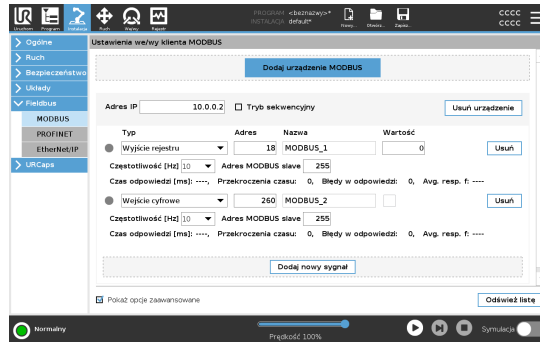 PROGRAM <beznazwy>*
INSTALACJA default*
CCCC
CCCC
Uruchom Program Instalacja Ruch We/wy Rejestr Nowy... Otwórz... Zapisz...
Ogólne
Ruch
Bezpieczeństwo
Układy
Fieldbus
MODBUS
PROFINET
EtherNet/IP
URCaps
Ustawienia we/wy klienta MODBUS
Dodaj urządzenie MODBUS
Adres IP 10.0.0.2 Tryb sekwencyjny Usuń urządzenie
Typ Adres Nazwa Wartość
Wyjście rejestru 18 MODBUS_1 0 Usuń
Częstotliwość [Hz] 10 Adres MODBUS slave 255
Czas odpowiedzi [ms]: ----, Przekroczenia czasu: 0, Błędy w odpowiedzi: 0, Avg. resp. f: ----
Wejście cyfrowe 260 MODBUS_2 Usuń
Częstotliwość [Hz] 10 Adres MODBUS slave 255
Czas odpowiedzi [ms]: ----, Przekroczenia czasu: 0, Błędy w odpowiedzi: 0, Avg. resp. f: ----
Dodaj nowy sygnał
Pokaż opcje zaawansowane Odśwież listę
Normalny Prędkość 100% Symulacja